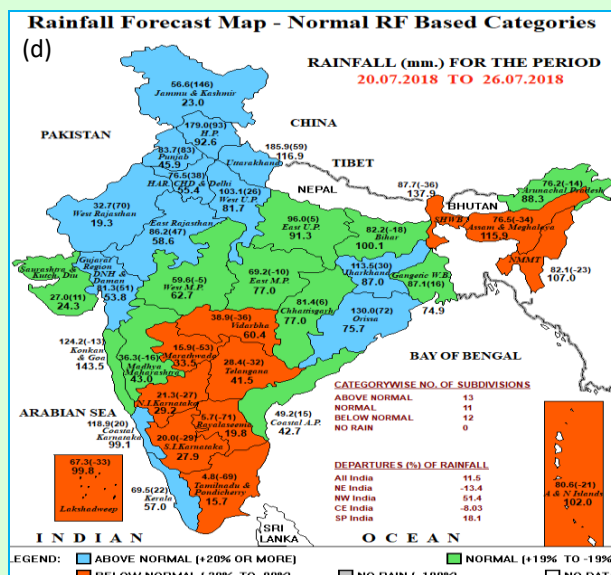 Rainfall Forecast Map - Normal RF Based Categories
(d)
RAINFALL (mm.) FOR THE PERIOD
20.07.2018 TO 26.07.2018
56.6(146)
Jammu & Kashmir
23.0
CHINA
179.0(93)
H.P.
92.6
PAKISTAN
83.7(83)
Punjab
45.9
185.9(59)
116.9
Uttarakhand
TIBET
76.5(38)
HAR. CHD & Delhi
55.4
103.1(26)
West U.P.
81.7
NEPAL
32.7(70)
West Rajasthan
19.3
East Rajasthan
86.2(47)
58.6
96.0(5)
East U.P.
91.3
82.2(-18)
Bihar
100.1
87.7(-36)
137.9
SHWB
BHUTAN
76.2(-14)
Arunachal Pradesh
88.3
76.5(-34)
Assam & Meghalaya
115.9
NMMT
82.1(-23)
107.0
Gujarat
Region
DNH &
Daman
81.3(51)
53.8
Saurashtra &
Kutch, Diu
27.0(11)
24.3
59.6(-5)
West M.P.
62.7
69.2(-10)
East M.P.
77.0
113.5(30)
Jharkhand
87.0
Gangetic W.B.
87.1(16)
74.9
81.4(6)
Chhattisgarh
77.0
130.0(72)
Orissa
75.7
38.9(-36)
Vidarbha
60.4
124.2(-13)
Konkan
& Goa
143.5
36.3(-16)
Madhya
Maharashtra
43.0
15.9(-53)
Marathwada
33.5
28.4(-32)
Telangana
41.5
BAY OF BENGAL
21.3(-27)
N.I.Karnataka
29.2
5.7(-71)
Rayalaseema
19.8
49.2(15)
Coastal A.P.
42.7
ARABIAN SEA
118.9(20)
Coastal
Karnataka
99.1
20.0(-29)
S.I.Karnataka
27.9
67.3(-33)
99.8
Lakshadweep
69.5(22)
Kerala
57.0
4.8(-69)
Tamilnadu &
Pondicherry
15.7
80.6(-21)
A & N Islands
102.0
CATEGORYWISE NO. OF SUBDIVISIONS
ABOVE NORMAL 13
NORMAL 11
BELOW NORMAL 12
NO RAIN 0
DEPARTURES (%) OF RAINFALL
All India 11.5
NE India -13.4
NW India 51.4
CE India -8.03
SP India 18.1
SRI
LANKA
INDIAN OCEAN
LEGEND: ABOVE NORMAL (+20% OR MORE) NORMAL (+19% TO -19%)